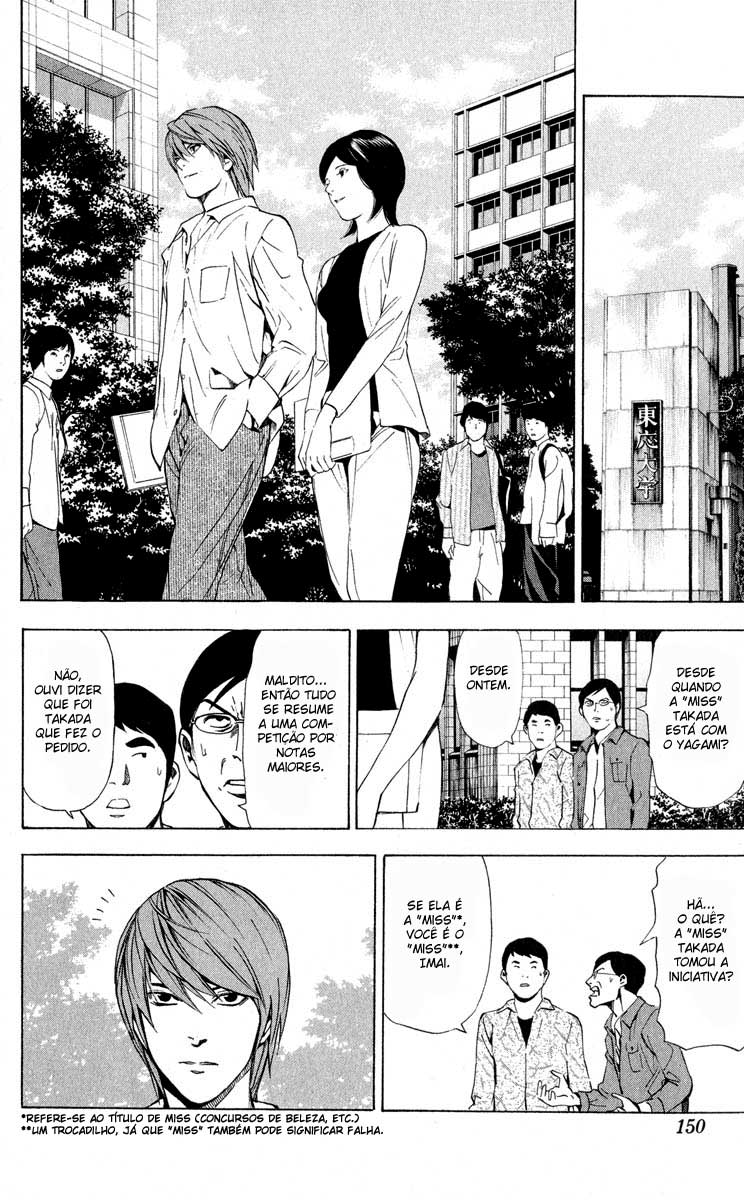 東応大学
DESDE
QUANDO
A "MISS"
TAKADA
ESTÁ COM
O YAGAMI?
DESDE
ONTEM.
MALDITO...
ENTÃO TUDO
SE RESUME
A UMA COM-
PETIÇÃO POR
NOTAS
MAIORES.
NÃO,
OUVI DIZER
QUE FOI
TAKADA
QUE FEZ O
PEDIDO.
HÃ...
O QUÊ?
A "MISS"
TAKADA
TOMOU A
INICIATIVA?
SE ELA É
A "MISS"*,
VOCÊ É O
"MISS"**,
IMAI.
*REFERE-SE AO TÍTULO DE MISS (CONCURSOS DE BELEZA, ETC.)
**UM TROCADILHO, JÁ QUE "MISS" TAMBÉM PODE SIGNIFICAR FALHA.
150